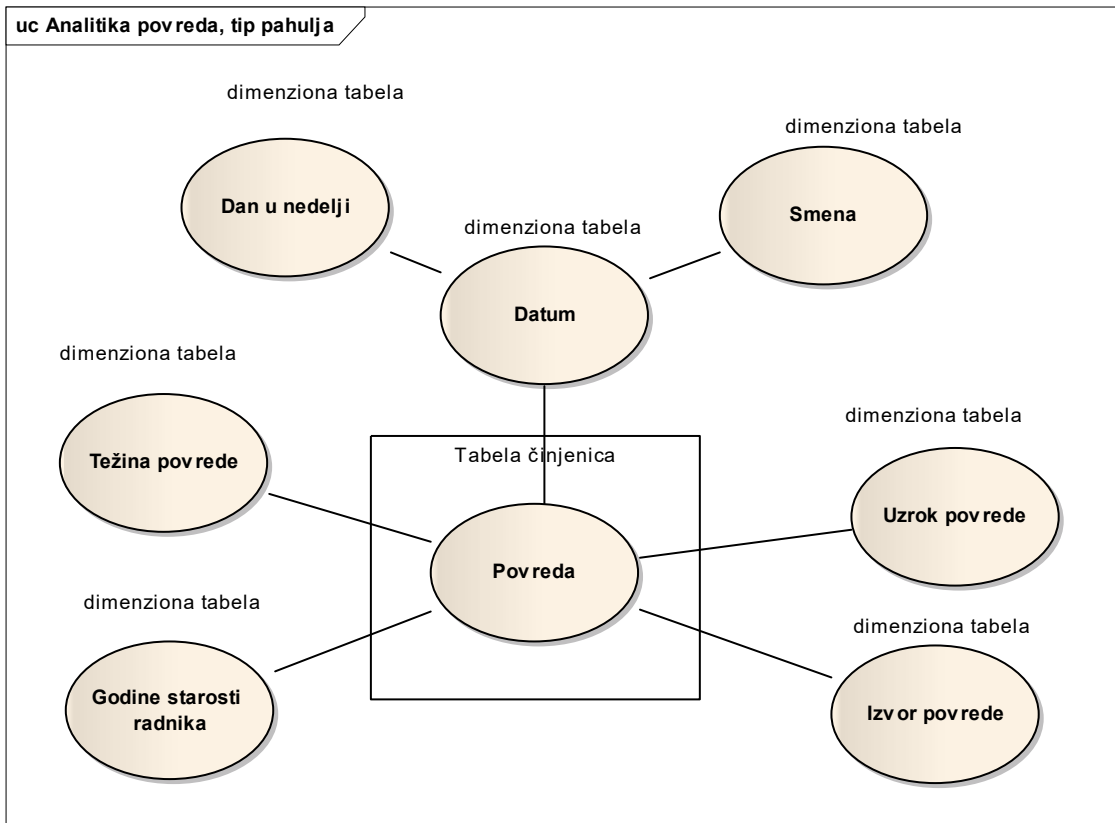 uc Analitika povreda, tip pahulja
dimenziona tabela
dimenziona tabela
Dan u nedelji
Smena
dimenziona tabela
Datum
dimenziona tabela
Težina povrede
dimenziona tabela
Tabela činjenica
Uzrok povrede
Povreda
dimenziona tabela
dimenziona tabela
Godine starosti
radnika
Izvor povrede